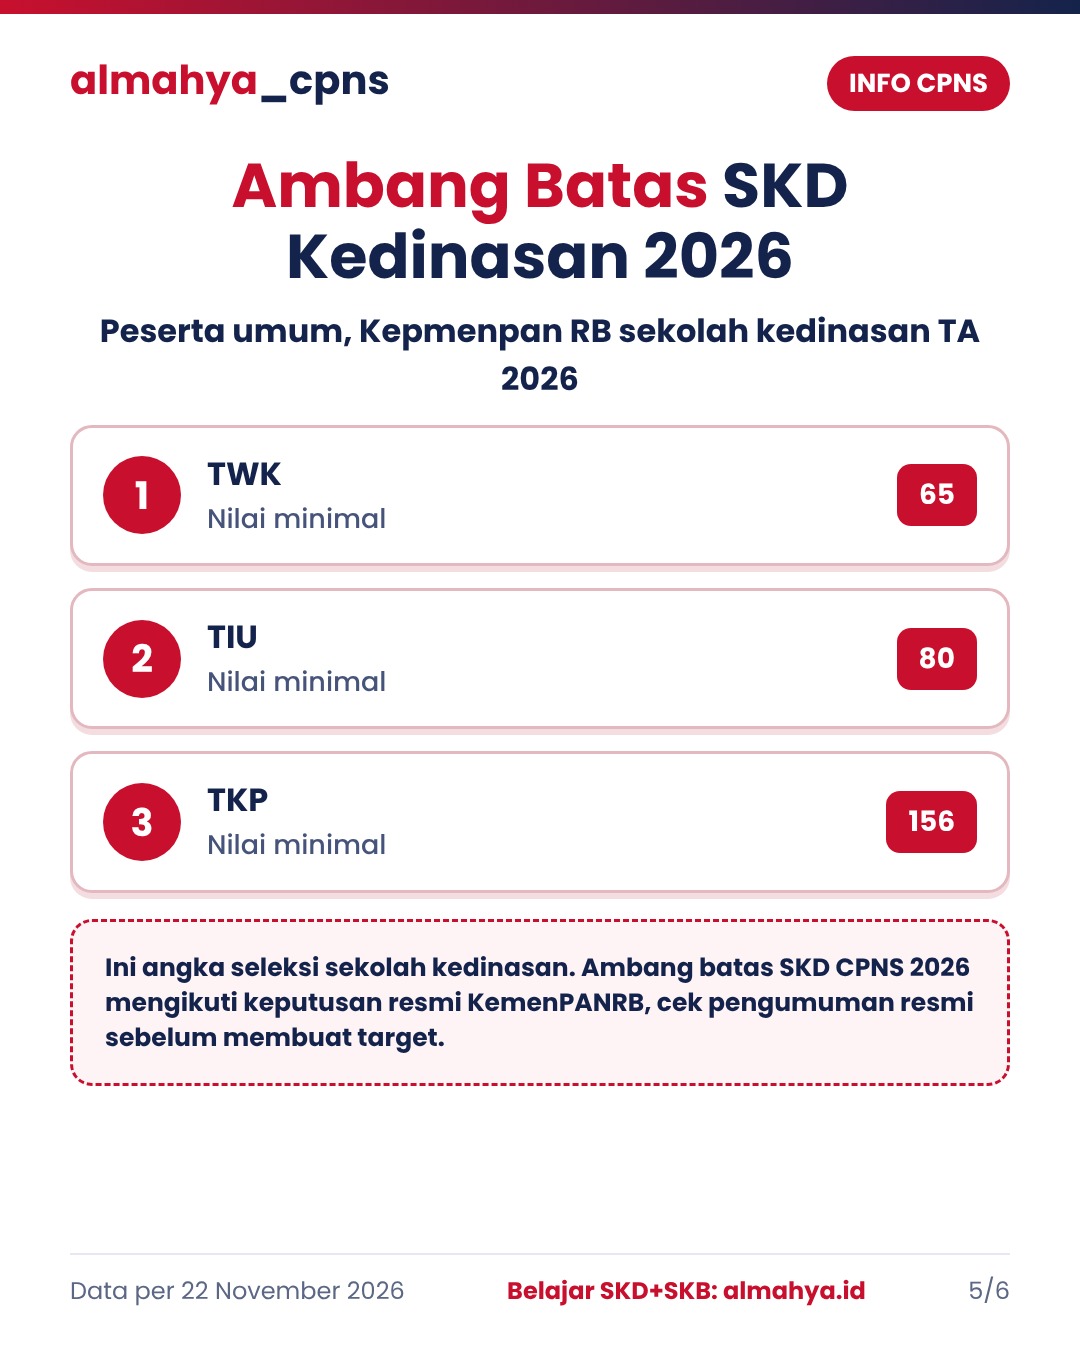 almahya_cpns
INFO CPNS
Ambang Batas SKD
Kedinasan 2026
Peserta umum, Kepmenpan RB sekolah kedinasan TA
2026
1
TWK
Nilai minimal
65
2
TIU
Nilai minimal
80
3
TKP
Nilai minimal
156
Ini angka seleksi sekolah kedinasan. Ambang batas SKD CPNS 2026
mengikuti keputusan resmi KemenPANRB, cek pengumuman resmi
sebelum membuat target.
Data per 22 November 2026
Belajar SKD+SKB: almahya.id
5/6